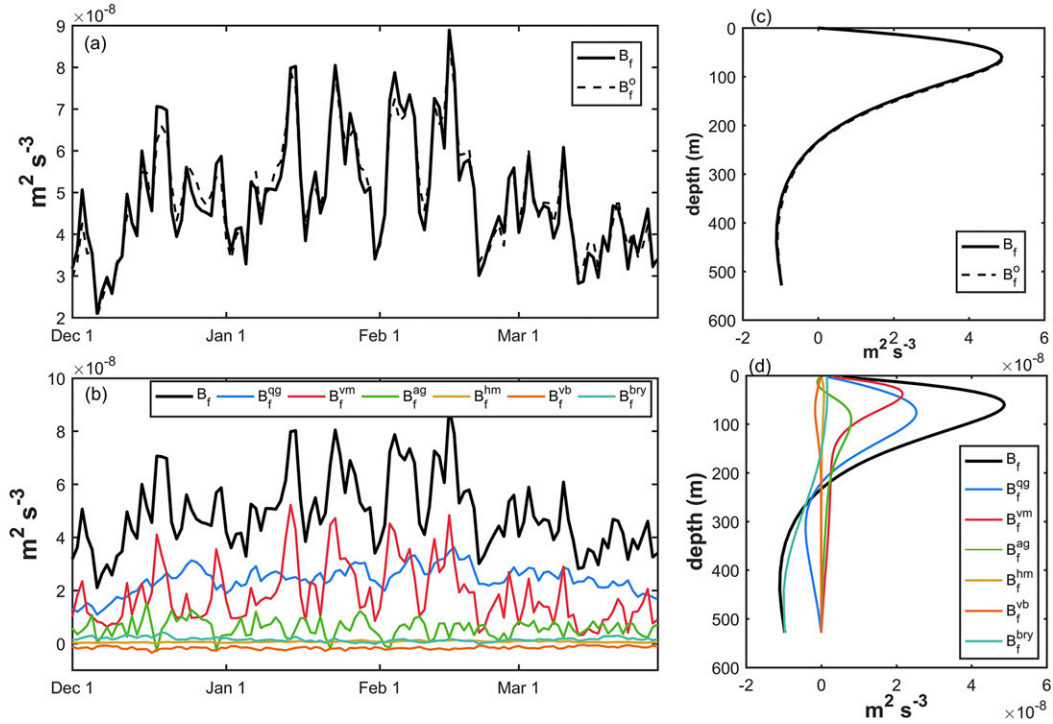 ×10⁻⁸
(a)
B_f
B_f^o
9
8
7
6
5
4
3
2
m² s⁻³
Dec 1
Jan 1
Feb 1
Mar 1
(c)
0
100
200
300
400
500
600
depth (m)
B_f
B_f^o
-2
0
2
4
6
m² s⁻³
×10⁻⁸
×10⁻⁸
(b)
B_f
B_f^qg
B_f^vm
B_f^ag
B_f^hm
B_f^vb
B_f^bry
10
8
6
4
2
0
m² s⁻³
Dec 1
Jan 1
Feb 1
Mar 1
(d)
0
100
200
300
400
500
600
depth (m)
B_f
B_f^qg
B_f^vm
B_f^ag
B_f^hm
B_f^vb
B_f^bry
-2
0
2
4
6
m² s⁻³
×10⁻⁸